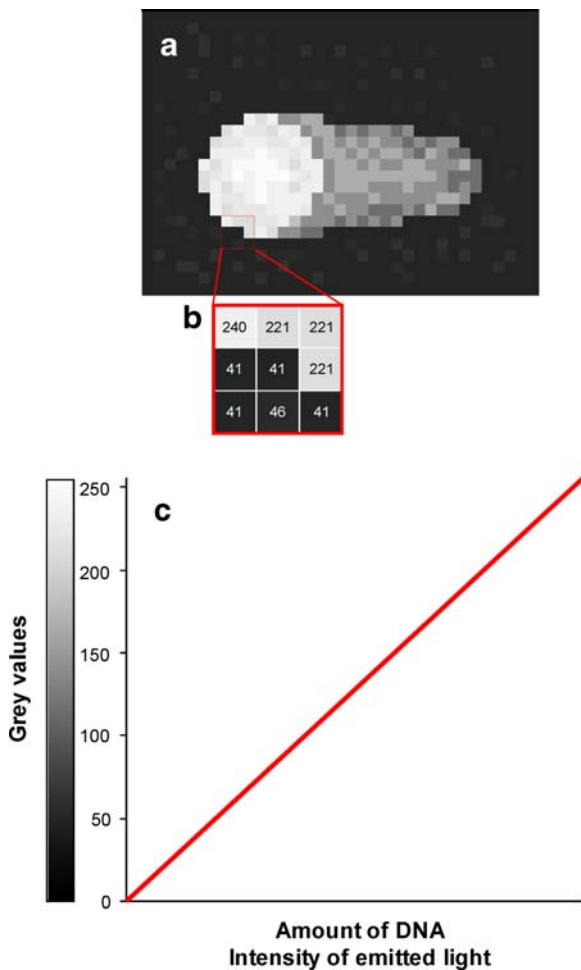 a
b
240 221 221
41 41 221
41 46 41
c
250
200
150
100
50
0
Grey values
Amount of DNA
Intensity of emitted light